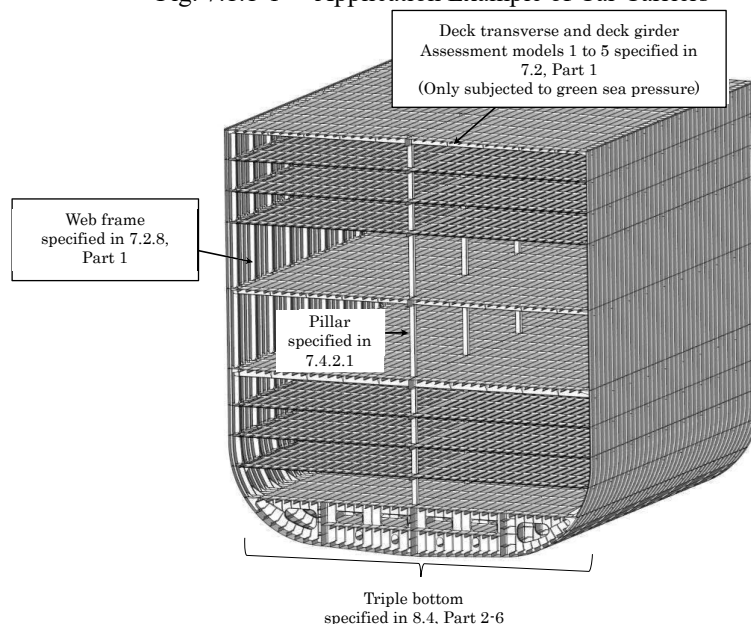 Fig. 7.1.1-1 Application Example of Car Carriers
Deck transverse and deck girder
Assessment models 1 to 5 specified in
7.2, Part 1
(Only subjected to green sea pressure)
Web frame
specified in 7.2.8,
Part 1
Pillar
specified in
7.4.2.1
Triple bottom
specified in 8.4, Part 2-6